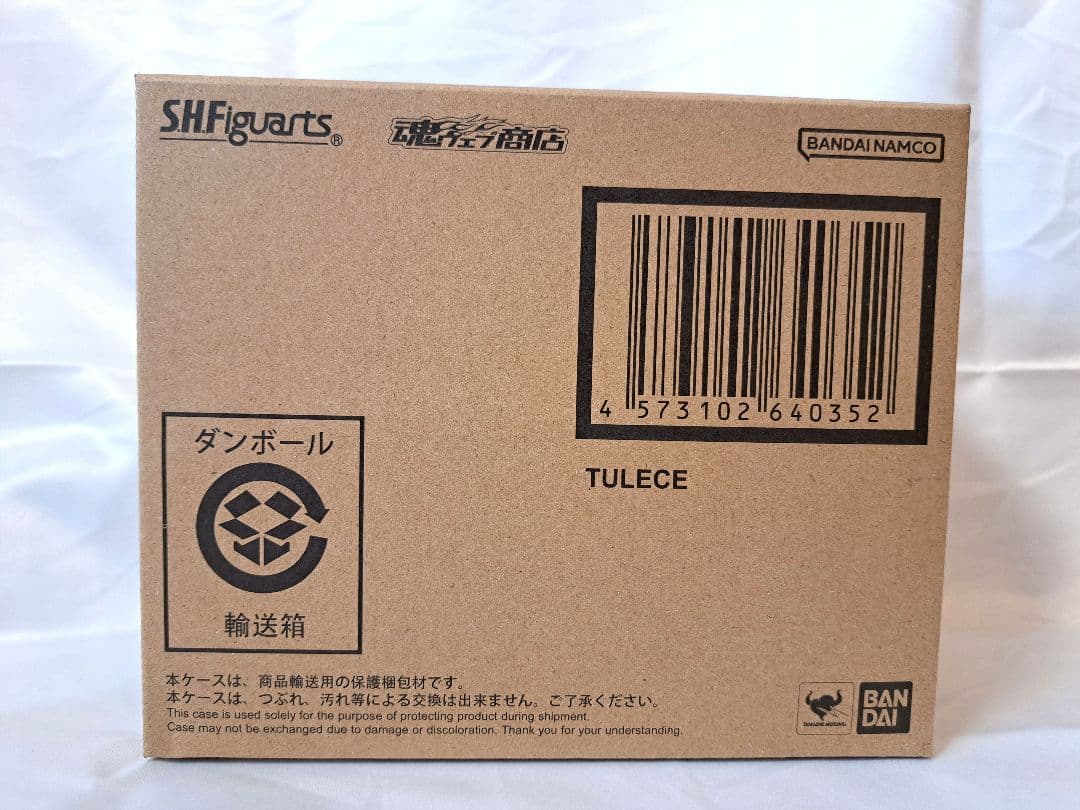 S.H.Figuarts®
魂ウェブ商店
BANDAI NAMCO
4 573102 640352
TULECE
ダンボール
輸送箱
本ケースは、商品輸送用の保護梱包材です。
本ケースは、つぶれ、汚れ等による交換は出来ません。ご了承ください。
This case is used solely for the purpose of protecting product during shipment.
Case may not be exchanged due to damage or discoloration. Thank you for your understanding.
TAMASHII NATIONS
BAN
DAI